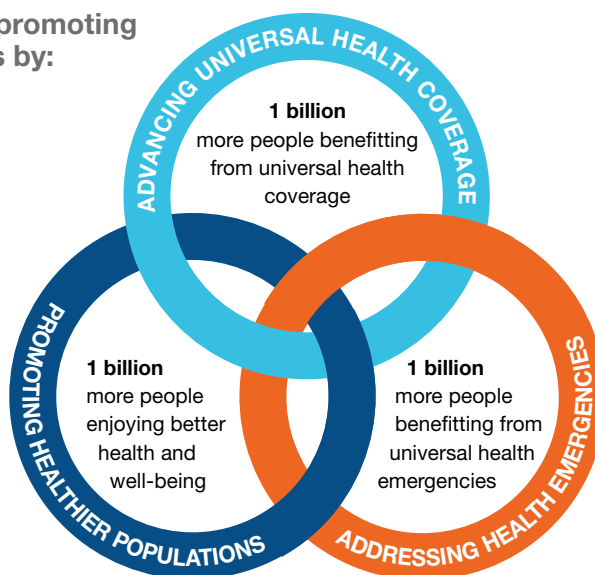 promoting
s by:
ADVANCING UNIVERSAL HEALTH COVERAGE
1 billion
more people benefitting
from universal health
coverage
PROMOTING HEALTHIER POPULATIONS
1 billion
more people
enjoying better
health and
well-being
ADDRESSING HEALTH EMERGENCIES
1 billion
more people
benefitting from
universal health
emergencies